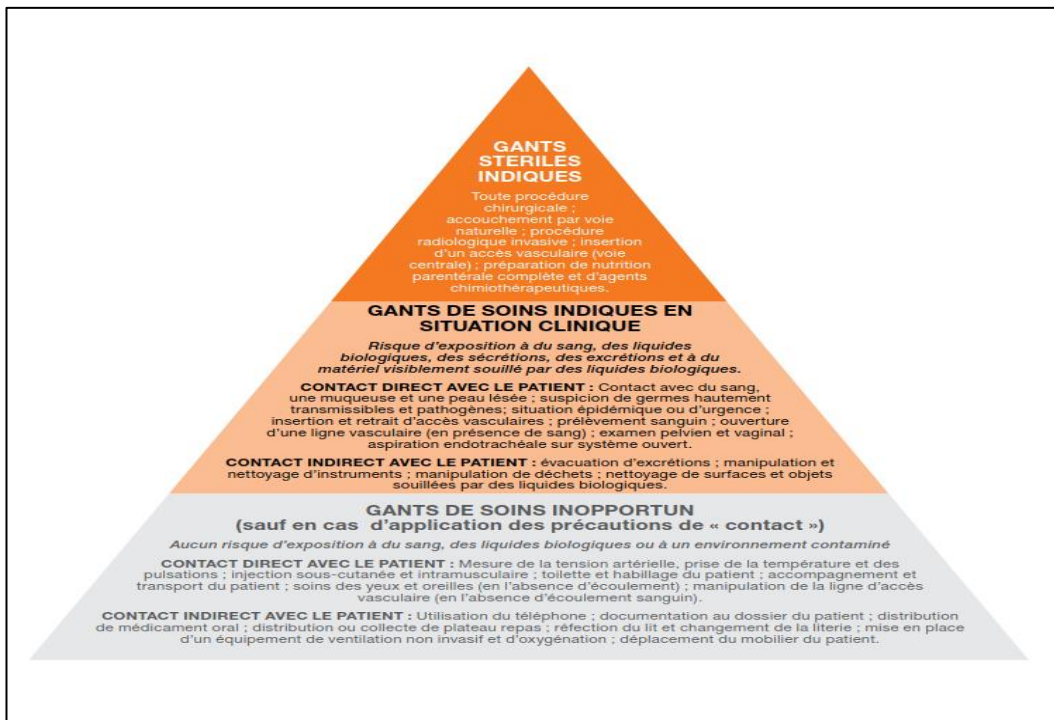 GANTS
STERILES
INDIQUES
Toute procédure
chirurgicale ;
accouchement par voie
naturelle ; procédure
radiologique invasive ; insertion
d'un accès vasculaire (voie
centrale) ; préparation de nutrition
parentérale complète et d'agents
chimiothérapeutiques.
GANTS DE SOINS INDIQUES EN
SITUATION CLINIQUE
Risque d'exposition à du sang, des liquides
biologiques, des sécrétions, des excrétions et à du
matériel visiblement souillé par des liquides biologiques.
CONTACT DIRECT AVEC LE PATIENT : Contact avec du sang,
une muqueuse et une peau lésée ; suspicion de germes hautement
transmissibles et pathogènes; situation épidémique ou d'urgence ;
insertion et retrait d'accès vasculaires ; prélèvement sanguin ; ouverture
d'une ligne vasculaire (en présence de sang) ; examen pelvien et vaginal ;
aspiration endotrachéale sur système ouvert.
CONTACT INDIRECT AVEC LE PATIENT : évacuation d'excrétions ; manipulation et
nettoyage d'instruments ; manipulation de déchets ; nettoyage de surfaces et objets
souillées par des liquides biologiques.
GANTS DE SOINS INOPPORTUN
(sauf en cas d'application des précautions de « contact »)
Aucun risque d'exposition à du sang, des liquides biologiques ou à un environnement contaminé
CONTACT DIRECT AVEC LE PATIENT : Mesure de la tension artérielle, prise de la température et des
pulsations ; injection sous-cutanée et intramusculaire ; toilette et habillage du patient ; accompagnement et
transport du patient ; soins des yeux et oreilles (en l'absence d'écoulement) ; manipulation de la ligne d'accès
vasculaire (en l'absence d'écoulement sanguin).
CONTACT INDIRECT AVEC LE PATIENT : Utilisation du téléphone ; documentation au dossier du patient ; distribution
de médicament oral ; distribution ou collecte de plateau repas ; réfection du lit et changement de la literie ; mise en place
d'un équipement de ventilation non invasif et d'oxygénation ; déplacement du mobilier du patient.